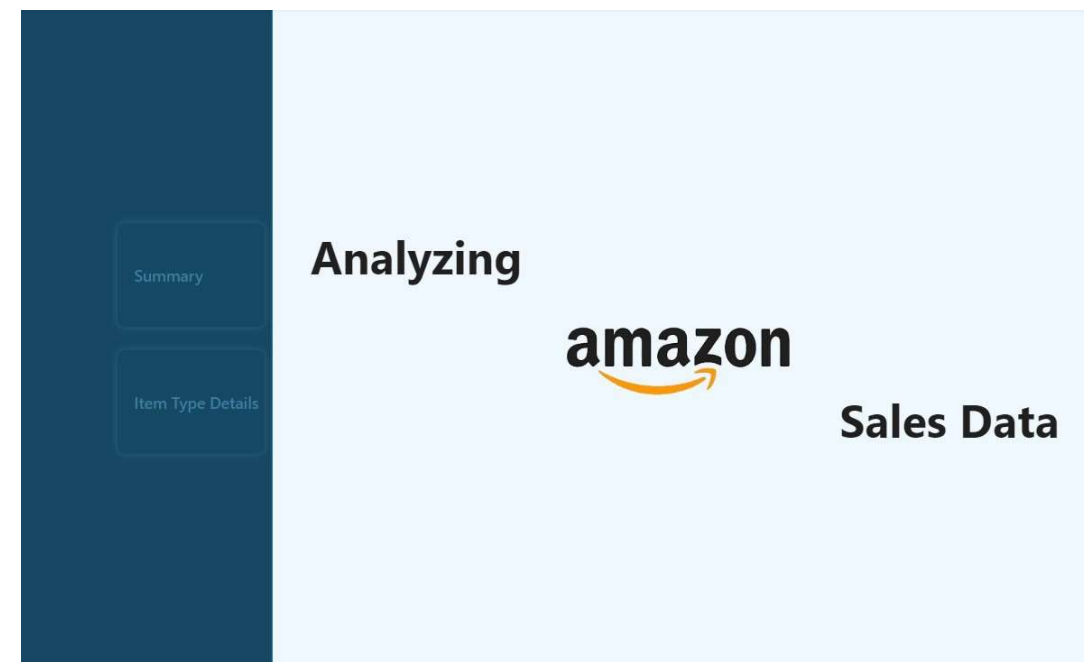 Summary
Item Type Details
Analyzing
amazon
Sales Data